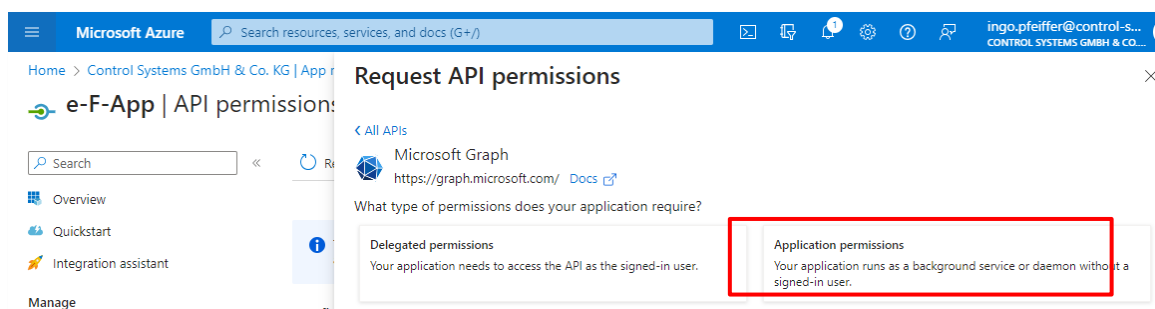 Microsoft Azure
Search resources, services, and docs (G+/)
1
ingo.pfeiffer@control-s...
CONTROL SYSTEMS GMBH & CO....
Home > Control Systems GmbH & Co. KG | App r
e-F-App | API permissions
Search
«
Re
Overview
Quickstart
Integration assistant
Manage
Request API permissions
< All APIs
Microsoft Graph
https://graph.microsoft.com/ Docs
What type of permissions does your application require?
Delegated permissions
Your application needs to access the API as the signed-in user.
Application permissions
Your application runs as a background service or daemon without a
signed-in user.